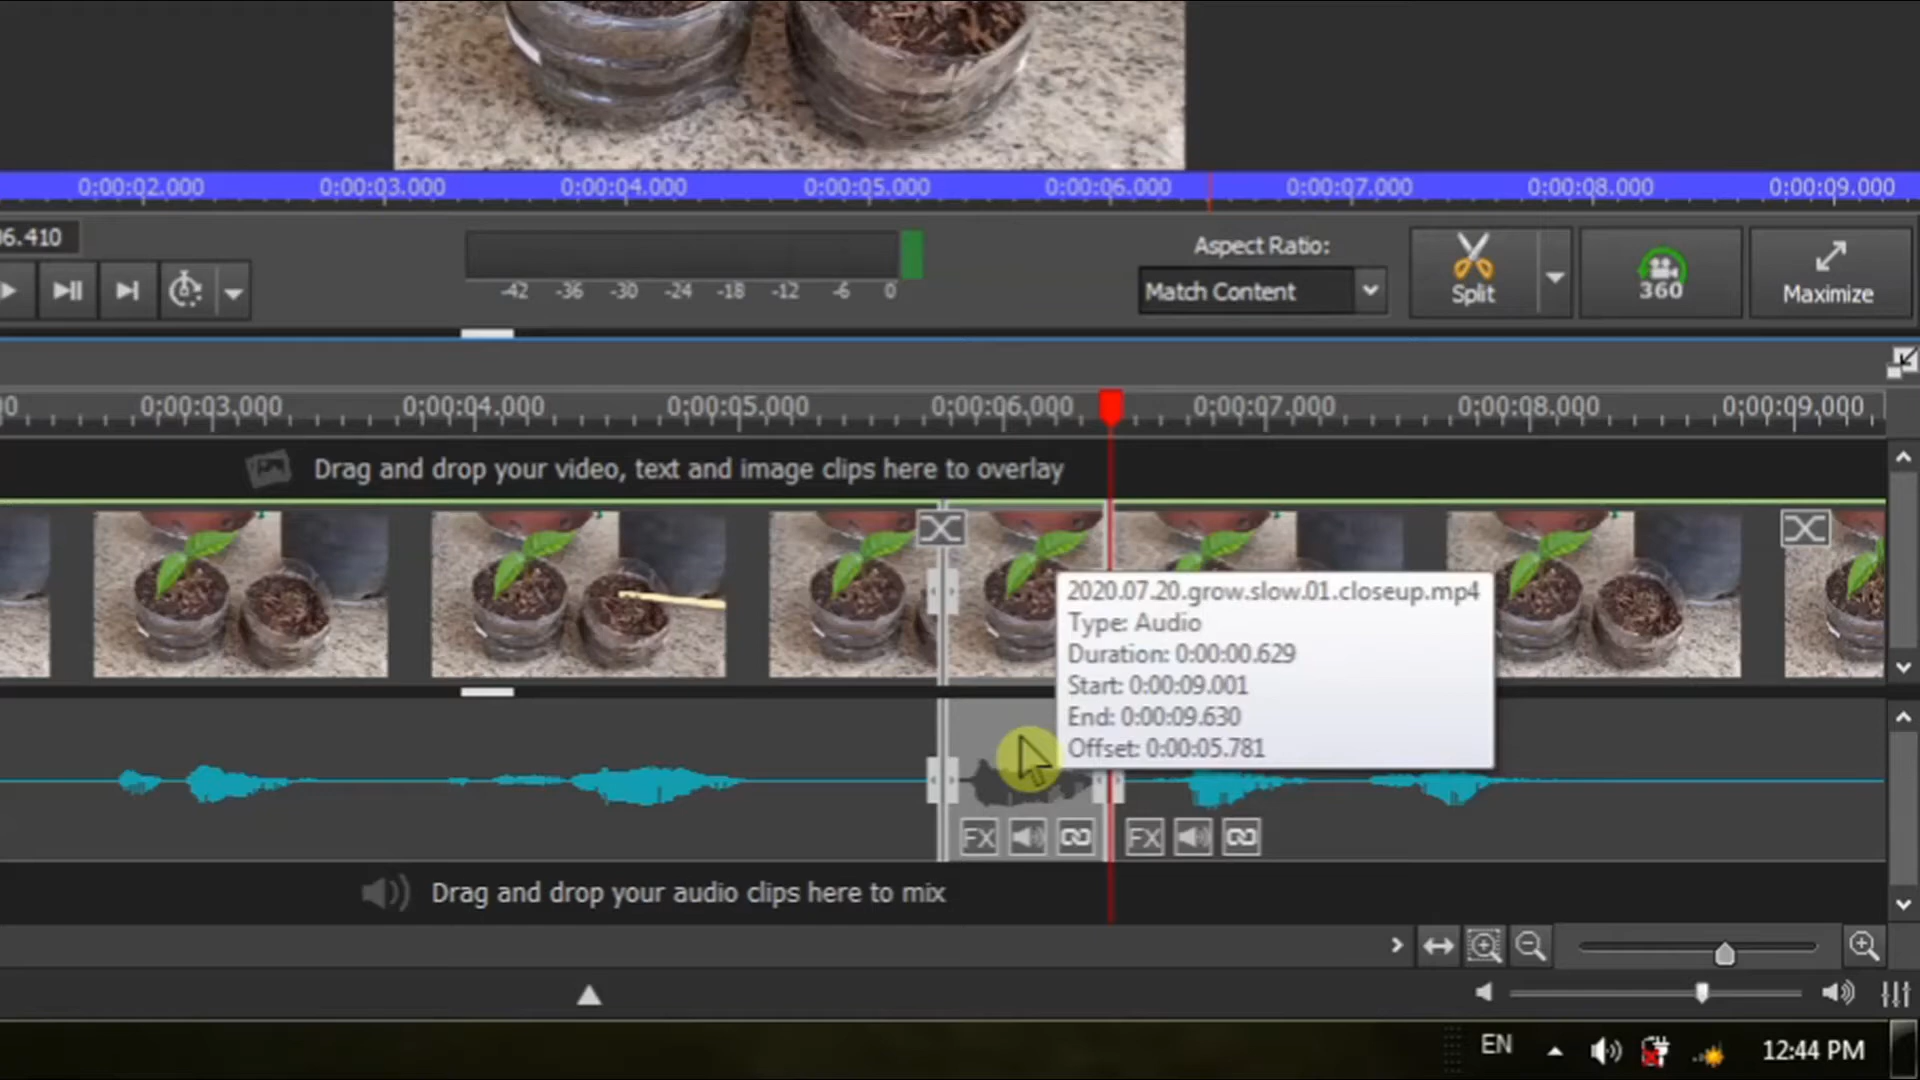 0:00:02.000 0:00:03.000 0:00:04.000 0:00:05.000 0:00:06.000 0:00:07.000 0:00:08.000 0:00:09.000
6.410
Aspect Ratio:
Match Content
-42 -36 -30 -24 -18 -12 -6 0
Split
360
Maximize
0 0;00;03,000 0;00;04,000 0;00;05,000 0;00;06,000 0;00;07,000 0;00;08,000 0;00;09,000
Drag and drop your video, text and image clips here to overlay
2020.07.20.grow.slow.01.closeup.mp4
Type: Audio
Duration: 0:00:00.629
Start: 0:00:09.001
End: 0:00:09.630
Offset: 0:00:05.781
FX FX
Drag and drop your audio clips here to mix
EN 12:44 PM